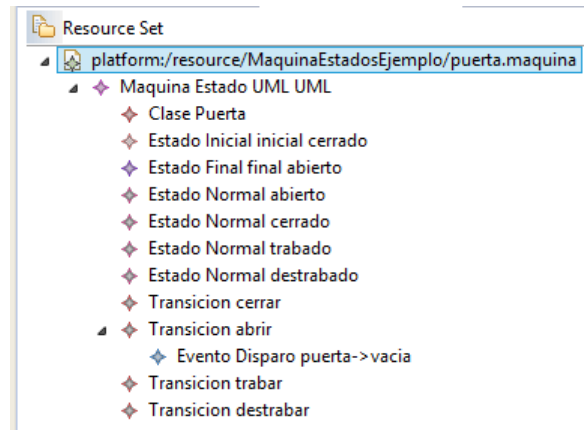 Resource Set
platform:/resource/MaquinaEstadosEjemplo/puerta.maquina
Maquina Estado UML UML
Clase Puerta
Estado Inicial inicial cerrado
Estado Final final abierto
Estado Normal abierto
Estado Normal cerrado
Estado Normal trabado
Estado Normal destrabado
Transicion cerrar
Transicion abrir
Evento Disparo puerta->vacia
Transicion trabar
Transicion destrabar